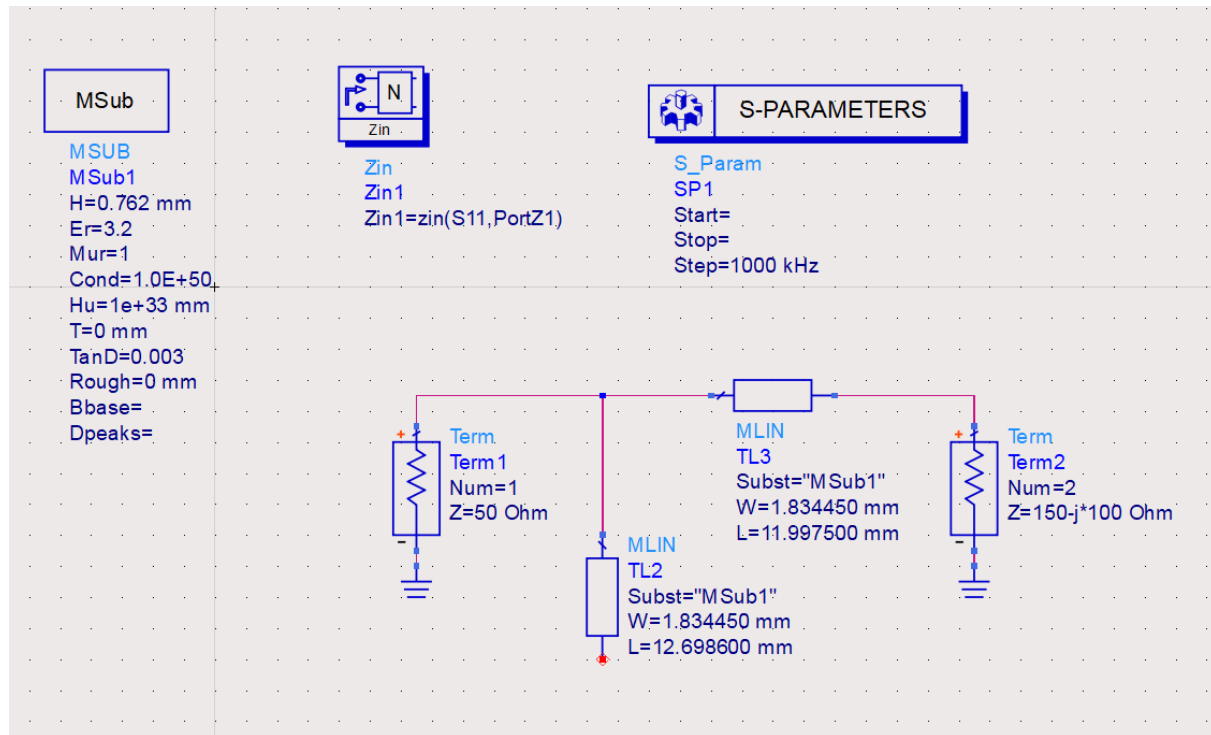 MSub
MSUB
MSub1
H=0.762 mm
Er=3.2
Mur=1
Cond=1.0E+50
Hu=1e+33 mm
T=0 mm
TanD=0.003
Rough=0 mm
Bbase=
Dpeaks=
N
Zin
Zin
Zin1
Zin1=zin(S11,PortZ1)
S-PARAMETERS
S_Param
SP1
Start=
Stop=
Step=1000 kHz
+
Term
Term1
Num=1
Z=50 Ohm
-
MLIN
TL2
Subst="MSub1"
W=1.834450 mm
L=12.698600 mm
MLIN
TL3
Subst="MSub1"
W=1.834450 mm
L=11.997500 mm
+
Term
Term2
Num=2
Z=150-j*100 Ohm
-